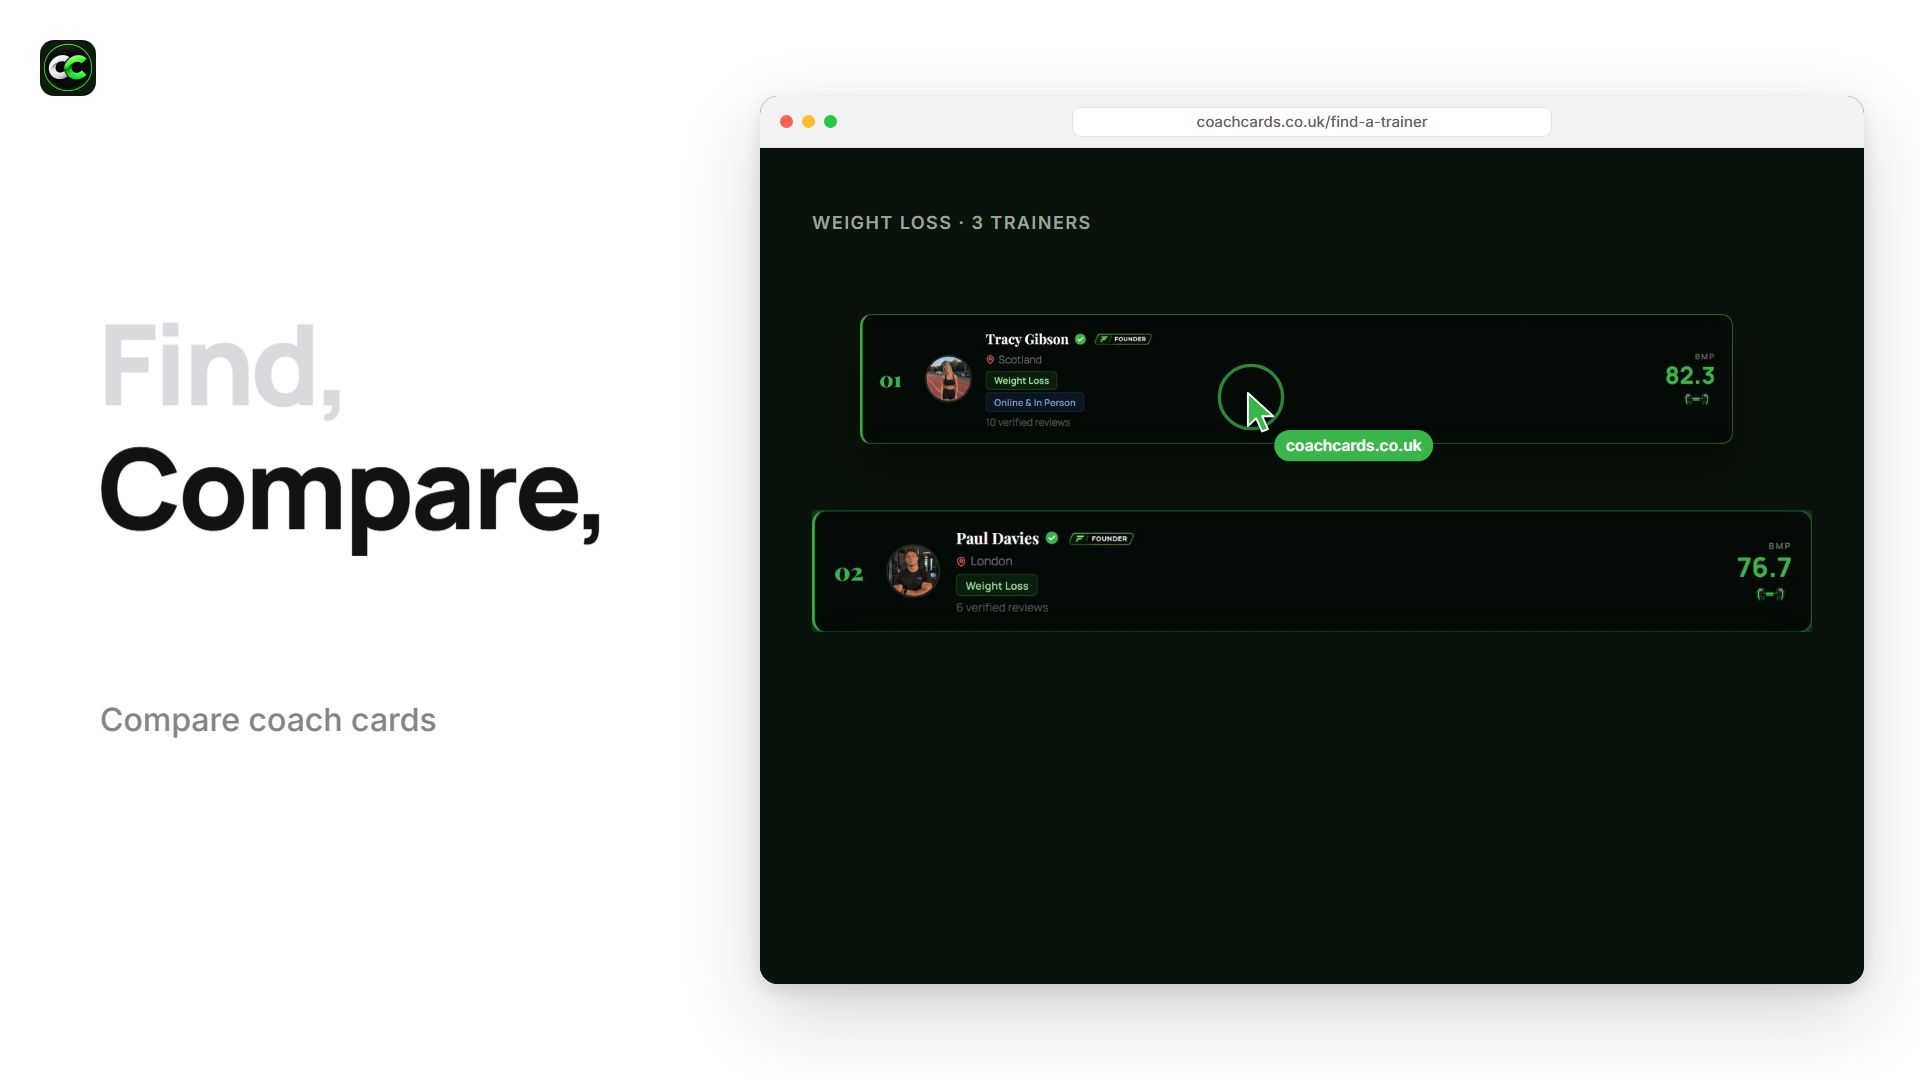 CC
Find,
Compare,
Compare coach cards
coachcards.co.uk/find-a-trainer
WEIGHT LOSS · 3 TRAINERS
01
Tracy Gibson
FOUNDER
Scotland
Weight Loss
Online & In Person
10 verified reviews
BMP
82.3
coachcards.co.uk
02
Paul Davies
FOUNDER
London
Weight Loss
6 verified reviews
BMP
76.7